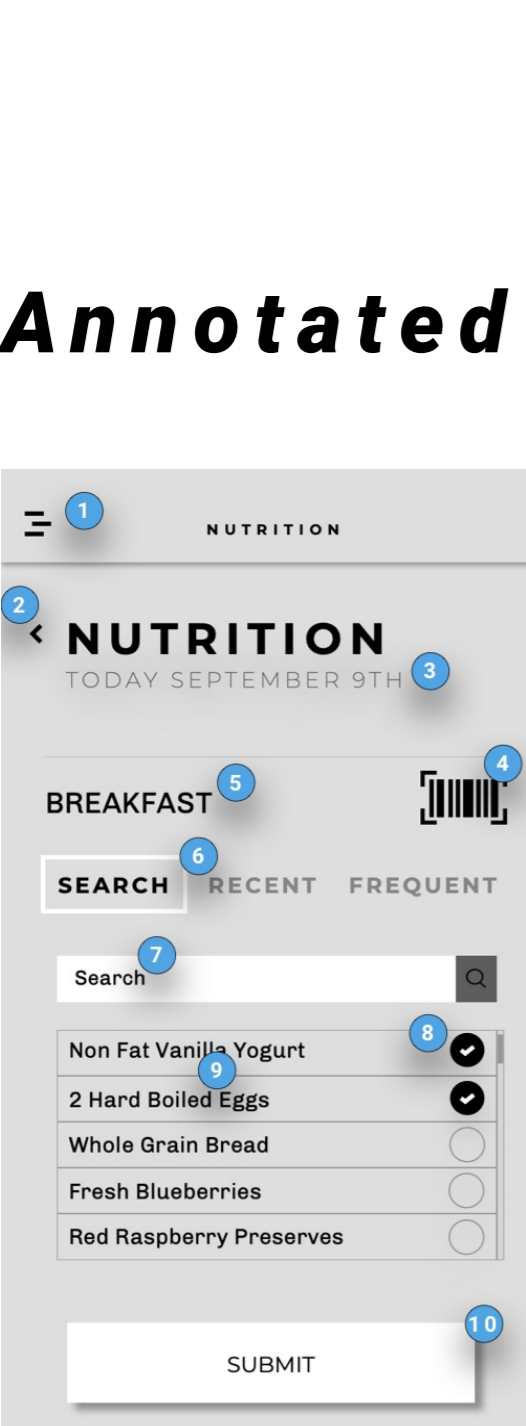 Annotated
1
NUTRITION
2
NUTRITION
TODAY SEPTEMBER 9TH 3
4
BREAKFAST 5
6
SEARCH RECENT FREQUENT
7
Search
8
Non Fat Vanilla Yogurt
9
2 Hard Boiled Eggs
Whole Grain Bread
Fresh Blueberries
Red Raspberry Preserves
10
SUBMIT